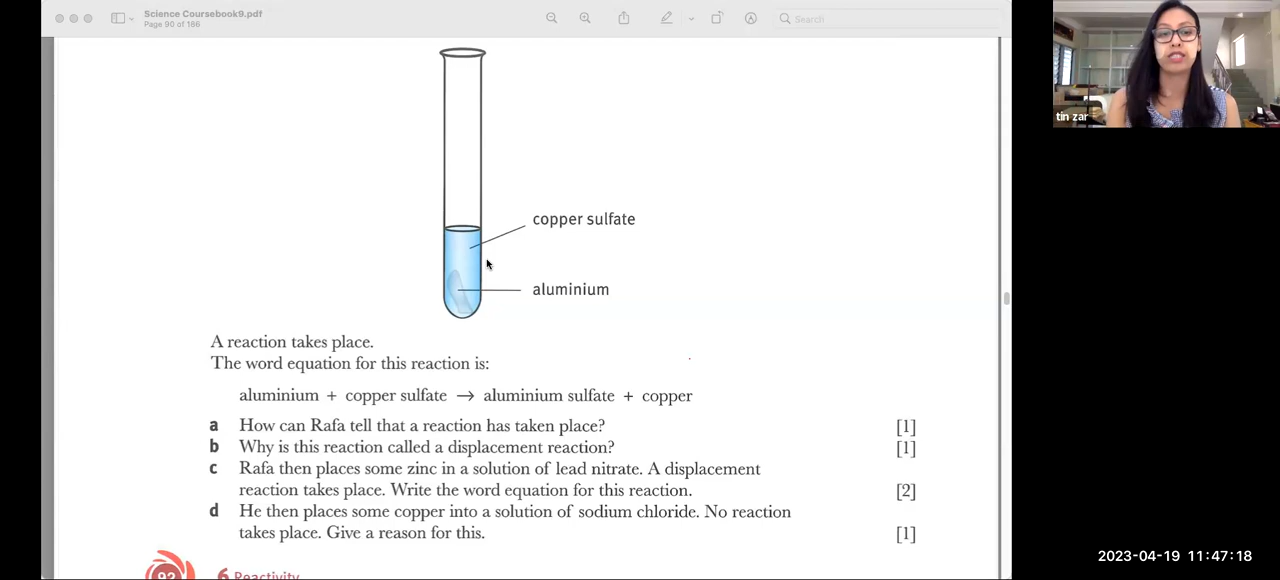 Science Coursebook9.pdf
Page 90 of 186
Search
tin zar
copper sulfate
aluminium
A reaction takes place.
The word equation for this reaction is:
aluminium + copper sulfate → aluminium sulfate + copper
a How can Rafa tell that a reaction has taken place? [1]
b Why is this reaction called a displacement reaction? [1]
c Rafa then places some zinc in a solution of lead nitrate. A displacement
reaction takes place. Write the word equation for this reaction. [2]
d He then places some copper into a solution of sodium chloride. No reaction
takes place. Give a reason for this. [1]
2023-04-19 11:47:18
6 Reactivity